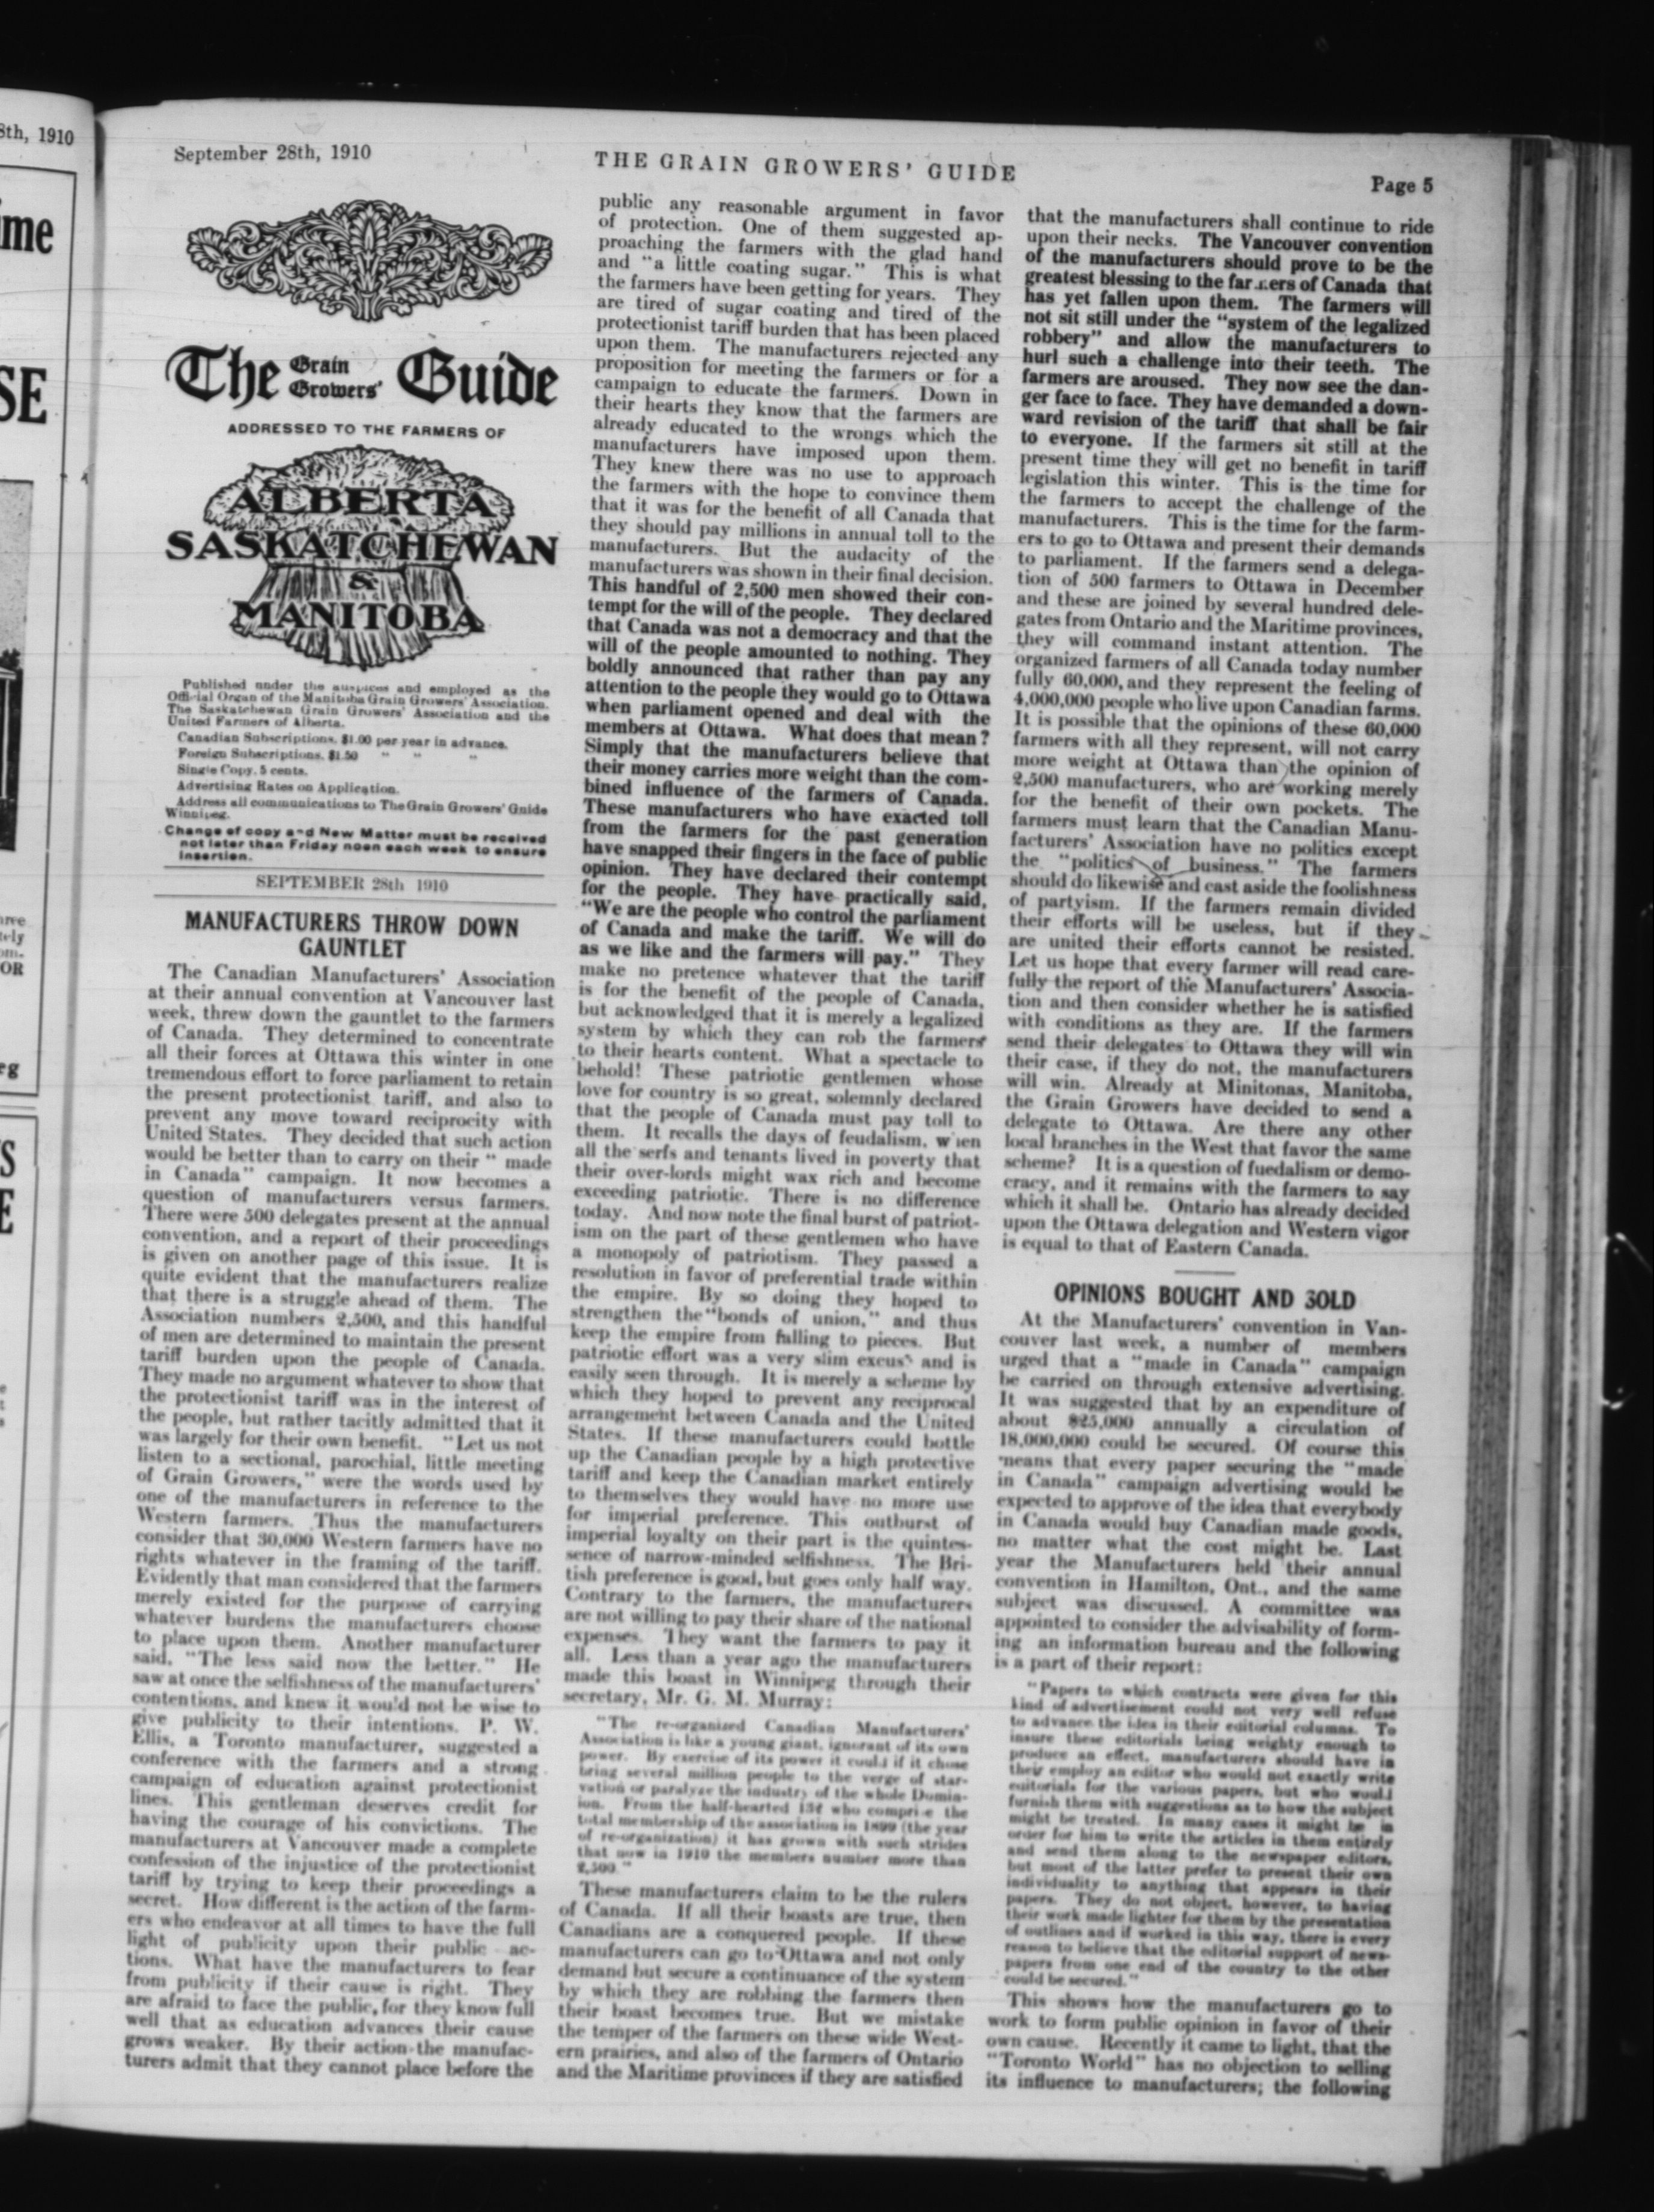 8th, 1910
me
SE
eg
S
E
OR
September 28th, 1910
THE GRAIN GROWERS' GUIDE
Page 5
The Grain Growers' Guide
ADDRESSED TO THE FARMERS OF
ALBERTA
SASKATCHEWAN
&
MANITOBA
Published under the auspices and employed as the
Official Organ of the Manitoba Grain Growers' Association.
The Saskatchewan Grain Growers' Association and the
United Farmers of Alberta.
Canadian Subscriptions, $1.00 per year in advance.
Foreign Subscriptions, $1.50 " " "
Single Copy, 5 cents.
Advertising Rates on Application.
Address all communications to The Grain Growers' Guide
Winnipeg.
Change of copy and New Matter must be received
not later than Friday noon each week to ensure
insertion.
SEPTEMBER 28th 1910
MANUFACTURERS THROW DOWN
GAUNTLET
The Canadian Manufacturers' Association
at their annual convention at Vancouver last
week, threw down the gauntlet to the farmers
of Canada. They determined to concentrate
all their forces at Ottawa this winter in one
tremendous effort to force parliament to retain
the present protectionist tariff, and also to
prevent any move toward reciprocity with
United States. They decided that such action
would be better than to carry on their " made
in Canada" campaign. It now becomes a
question of manufacturers versus farmers.
There were 500 delegates present at the annual
convention, and a report of their proceedings
is given on another page of this issue. It is
quite evident that the manufacturers realize
that there is a struggle ahead of them. The
Association numbers 2,500, and this handful
of men are determined to maintain the present
tariff burden upon the people of Canada.
They made no argument whatever to show that
the protectionist tariff was in the interest of
the people, but rather tacitly admitted that it
was largely for their own benefit. "Let us not
listen to a sectional, parochial, little meeting
of Grain Growers," were the words used by
one of the manufacturers in reference to the
Western farmers. Thus the manufacturers
consider that 30,000 Western farmers have no
rights whatever in the framing of the tariff.
Evidently that man considered that the farmers
merely existed for the purpose of carrying
whatever burdens the manufacturers choose
to place upon them. Another manufacturer
said, "The less said now the better." He
saw at once the selfishness of the manufacturers'
contentions, and knew it would not be wise to
give publicity to their intentions. P. W.
Ellis, a Toronto manufacturer, suggested a
conference with the farmers and a strong
campaign of education against protectionist
lines. This gentleman deserves credit for
having the courage of his convictions. The
manufacturers at Vancouver made a complete
confession of the injustice of the protectionist
tariff by trying to keep their proceedings a
secret. How different is the action of the farm-
ers who endeavor at all times to have the full
light of publicity upon their public ac-
tions. What have the manufacturers to fear
from publicity if their cause is right. They
are afraid to face the public, for they know full
well that as education advances their cause
grows weaker. By their action the manufac-
turers admit that they cannot place before the
public any reasonable argument in favor
of protection. One of them suggested ap-
proaching the farmers with the glad hand
and "a little coating sugar." This is what
the farmers have been getting for years. They
are tired of sugar coating and tired of the
protectionist tariff burden that has been placed
upon them. The manufacturers rejected any
proposition for meeting the farmers or for a
campaign to educate the farmers. Down in
their hearts they know that the farmers are
already educated to the wrongs which the
manufacturers have imposed upon them.
They knew there was no use to approach
the farmers with the hope to convince them
that it was for the benefit of all Canada that
they should pay millions in annual toll to the
manufacturers. But the audacity of the
manufacturers was shown in their final decision.
This handful of 2,500 men showed their con-
tempt for the will of the people. They declared
that Canada was not a democracy and that the
will of the people amounted to nothing. They
boldly announced that rather than pay any
attention to the people they would go to Ottawa
when parliament opened and deal with the
members at Ottawa. What does that mean?
Simply that the manufacturers believe that
their money carries more weight than the com-
bined influence of the farmers of Canada.
These manufacturers who have exacted toll
from the farmers for the past generation
have snapped their fingers in the face of public
opinion. They have declared their contempt
for the people. They have practically said,
"We are the people who control the parliament
of Canada and make the tariff. We will do
as we like and the farmers will pay." They
make no pretence whatever that the tariff
is for the benefit of the people of Canada,
but acknowledged that it is merely a legalized
system by which they can rob the farmers
to their hearts content. What a spectacle to
behold! These patriotic gentlemen whose
love for country is so great, solemnly declared
that the people of Canada must pay toll to
them. It recalls the days of feudalism, when
all the serfs and tenants lived in poverty that
their over-lords might wax rich and become
exceeding patriotic. There is no difference
today. And now note the final burst of patriot-
ism on the part of these gentlemen who have
a monopoly of patriotism. They passed a
resolution in favor of preferential trade within
the empire. By so doing they hoped to
strengthen the "bonds of union," and thus
keep the empire from falling to pieces. But
patriotic effort was a very slim excuse and is
easily seen through. It is merely a scheme by
which they hoped to prevent any reciprocal
arrangement between Canada and the United
States. If these manufacturers could bottle
up the Canadian people by a high protective
tariff and keep the Canadian market entirely
to themselves they would have no more use
for imperial preference. This outburst of
imperial loyalty on their part is the quintes-
sence of narrow-minded selfishness. The Bri-
tish preference is good, but goes only half way.
Contrary to the farmers, the manufacturers
are not willing to pay their share of the national
expenses. They want the farmers to pay it
all. Less than a year ago the manufacturers
made this boast in Winnipeg through their
secretary, Mr. G. M. Murray:
"The re-organized Canadian Manufacturers'
Association is like a young giant, ignorant of its own
power. By exercise of its power it could if it chose
bring several million people to the verge of star-
vation or paralyze the industry of the whole Domin-
ion. From the half-hearted 132 who comprise the
total membership of the association in 1899 (the year
of re-organization) it has grown with such strides
that now in 1910 the members number more than
2,500."
These manufacturers claim to be the rulers
of Canada. If all their boasts are true, then
Canadians are a conquered people. If these
manufacturers can go to Ottawa and not only
demand but secure a continuance of the system
by which they are robbing the farmers then
their boast becomes true. But we mistake
the temper of the farmers on these wide West-
ern prairies, and also of the farmers of Ontario
and the Maritime provinces if they are satisfied
that the manufacturers shall continue to ride
upon their necks. The Vancouver convention
of the manufacturers should prove to be the
greatest blessing to the farmers of Canada that
has yet fallen upon them. The farmers will
not sit still under the "system of the legalized
robbery" and allow the manufacturers to
hurl such a challenge into their teeth. The
farmers are aroused. They now see the dan-
ger face to face. They have demanded a down-
ward revision of the tariff that shall be fair
to everyone. If the farmers sit still at the
present time they will get no benefit in tariff
legislation this winter. This is the time for
the farmers to accept the challenge of the
manufacturers. This is the time for the farm-
ers to go to Ottawa and present their demands
to parliament. If the farmers send a delega-
tion of 500 farmers to Ottawa in December
and these are joined by several hundred dele-
gates from Ontario and the Maritime provinces,
they will command instant attention. The
organized farmers of all Canada today number
fully 60,000, and they represent the feeling of
4,000,000 people who live upon Canadian farms.
It is possible that the opinions of these 60,000
farmers with all they represent, will not carry
more weight at Ottawa than the opinion of
2,500 manufacturers, who are working merely
for the benefit of their own pockets. The
farmers must learn that the Canadian Manu-
facturers' Association have no politics except
the "politics of business." The farmers
should do likewise and cast aside the foolishness
of partyism. If the farmers remain divided
their efforts will be useless, but if they
are united their efforts cannot be resisted.
Let us hope that every farmer will read care-
fully the report of the Manufacturers' Associa-
tion and then consider whether he is satisfied
with conditions as they are. If the farmers
send their delegates to Ottawa they will win
their case, if they do not, the manufacturers
will win. Already at Minitonas, Manitoba,
the Grain Growers have decided to send a
delegate to Ottawa. Are there any other
local branches in the West that favor the same
scheme? It is a question of fuedalism or demo-
cracy, and it remains with the farmers to say
which it shall be. Ontario has already decided
upon the Ottawa delegation and Western vigor
is equal to that of Eastern Canada.
OPINIONS BOUGHT AND SOLD
At the Manufacturers' convention in Van-
couver last week, a number of members
urged that a "made in Canada" campaign
be carried on through extensive advertising.
It was suggested that by an expenditure of
about $25,000 annually a circulation of
18,000,000 could be secured. Of course this
means that every paper securing the "made
in Canada" campaign advertising would be
expected to approve of the idea that everybody
in Canada would buy Canadian made goods,
no matter what the cost might be. Last
year the Manufacturers held their annual
convention in Hamilton, Ont., and the same
subject was discussed. A committee was
appointed to consider the advisability of form-
ing an information bureau and the following
is a part of their report:
"Papers to which contracts were given for this
kind of advertisement could not very well refuse
to advance the idea in their editorial columns. To
insure these editorials being weighty enough to
produce an effect, manufacturers should have in
their employ an editor who would not exactly write
editorials for the various papers, but who would
furnish them with suggestions as to how the subject
might be treated. In many cases it might be in
order for him to write the articles in them entirely
and send them along to the newspaper editors,
but most of the latter prefer to present their own
individuality to anything that appears in their
papers. They do not object, however, to having
their work made lighter for them by the presentation
of outlines and if worked in this way, there is every
reason to believe that the editorial support of news-
papers from one end of the country to the other
could be secured."
This shows how the manufacturers go to
work to form public opinion in favor of their
own cause. Recently it came to light, that the
"Toronto World" has no objection to selling
its influence to manufacturers; the following